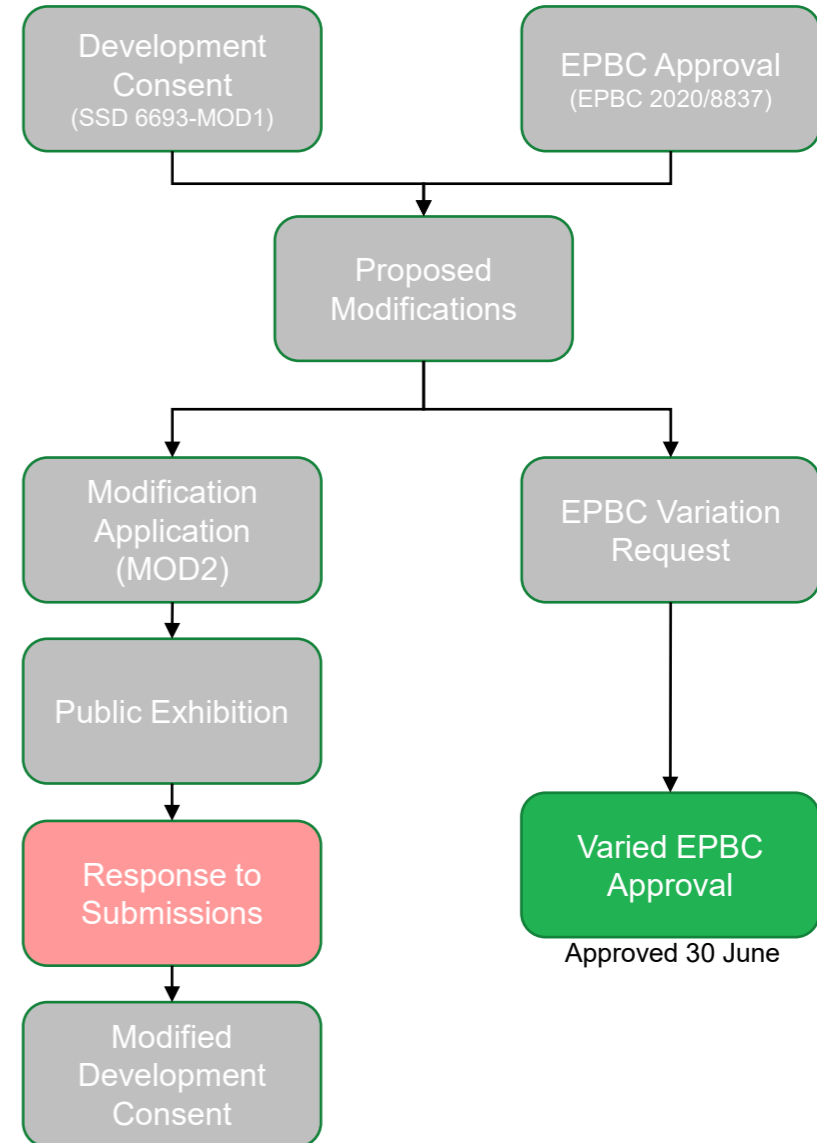 Development
Consent
(SSD 6693-MOD1)
EPBC Approval
(EPBC 2020/8837)
Proposed
Modifications
Modification
Application
(MOD2)
EPBC Variation
Request
Public Exhibition
Response to
Submissions
Varied EPBC
Approval
Approved 30 June
Modified
Development
Consent